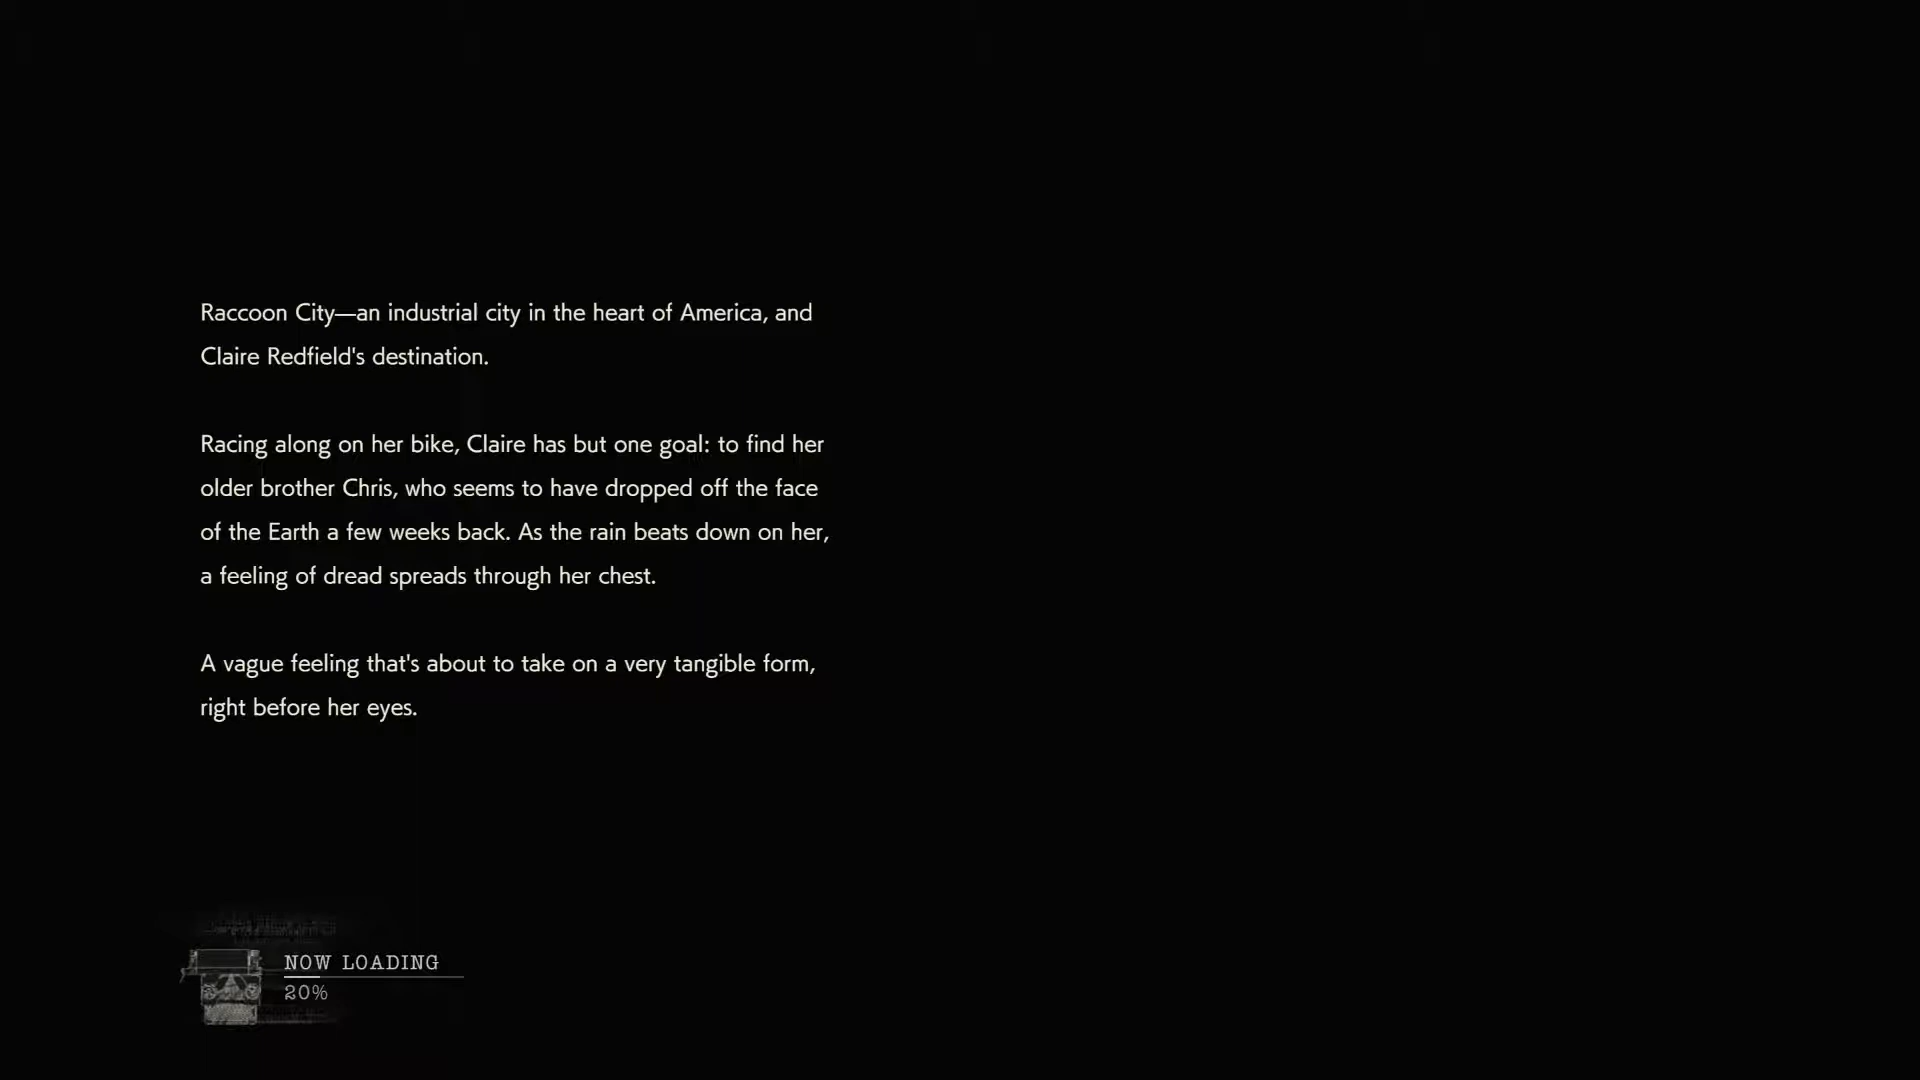 Raccoon City—an industrial city in the heart of America, and
Claire Redfield's destination.
Racing along on her bike, Claire has but one goal: to find her
older brother Chris, who seems to have dropped off the face
of the Earth a few weeks back. As the rain beats down on her,
a feeling of dread spreads through her chest.
A vague feeling that's about to take on a very tangible form,
right before her eyes.
NOW LOADING
20%